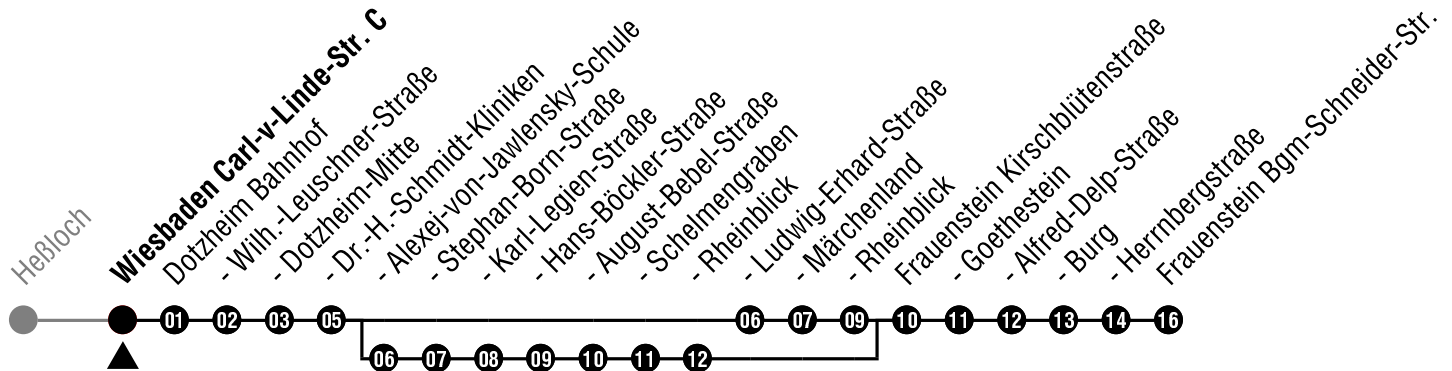 Heßloch
Wiesbaden Carl-v-Linde-Str. C
Dotzheim Bahnhof
- Wilh.-Leuschner-Straße
- Dotzheim-Mitte
- Dr.-H.-Schmidt-Kliniken
- Alexej-von-Jawlensky-Schule
- Stephan-Born-Straße
- Karl-Legien-Straße
- Hans-Böckler-Straße
- August-Bebel-Straße
- Schelmengraben
- Rheinblick
- Ludwig-Erhard-Straße
- Märchenland
- Rheinblick
Frauenstein Kirschblütenstraße
- Goethestein
- Alfred-Delp-Straße
- Burg
- Herrnbergstraße
Frauenstein Bgm-Schneider-Str.
01 02 03 05 06 07 09 10 11 12 13 14 16
06 07 08 09 10 11 12